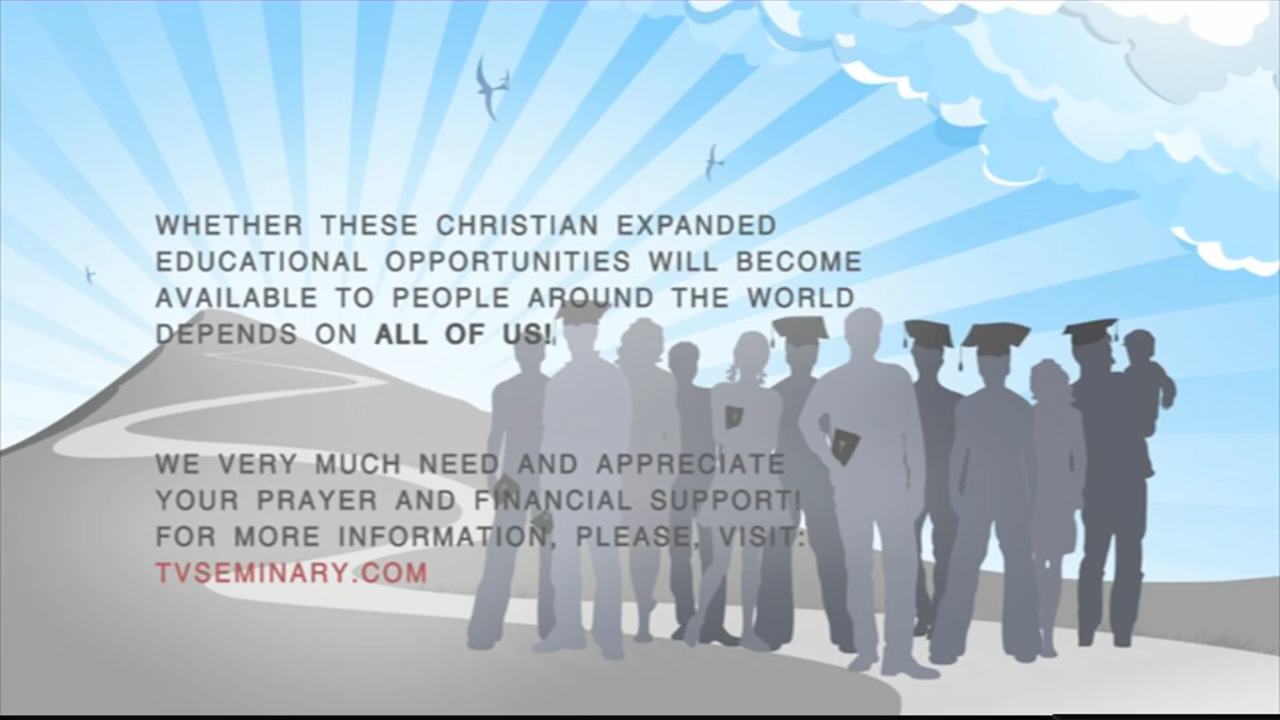 WHETHER THESE CHRISTIAN EXPANDED
EDUCATIONAL OPPORTUNITIES WILL BECOME
AVAILABLE TO PEOPLE AROUND THE WORLD
DEPENDS ON ALL OF US!
WE VERY MUCH NEED AND APPRECIATE
YOUR PRAYER AND FINANCIAL SUPPORT!
FOR MORE INFORMATION, PLEASE, VISIT:
TVSEMINARY.COM